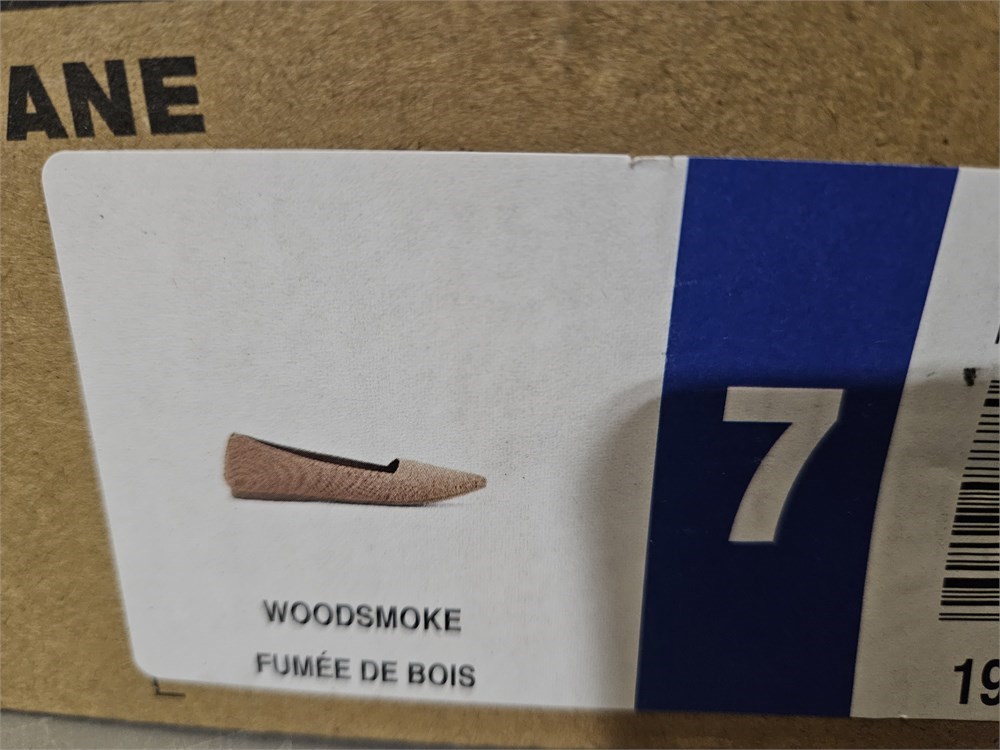 ANE
7
WOODSMOKE
FUMÉE DE BOIS
19